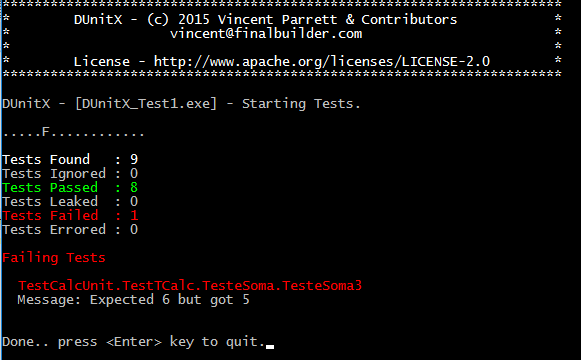 **********************************************************************
*        DUnitX - (c) 2015 Vincent Parrett & Contributors            *
*                    vincent@finalbuilder.com                        *
*                                                                    *
*        License - http://www.apache.org/licenses/LICENSE-2.0        *
**********************************************************************
DUnitX - [DUnitX_Test1.exe] - Starting Tests.
.....F............
Tests Found   : 9
Tests Ignored : 0
Tests Passed  : 8
Tests Leaked  : 0
Tests Failed  : 1
Tests Errored : 0
Failing Tests
  TestCalcUnit.TestTCalc.TesteSoma.TesteSoma3
  Message: Expected 6 but got 5
Done.. press <Enter> key to quit.